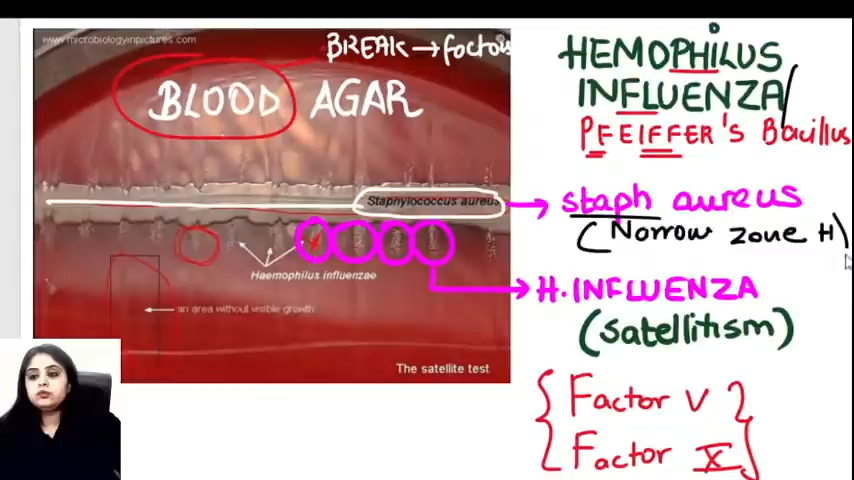 www.microbiologyinpictures.com
BREAK → factors
BLOOD AGAR
Staphylococcus aureus
Haemophilus influenzae
an area without visible growth
The satellite test
HEMOPHILUS
INFLUENZA
PFEIFFER'S Bacillus
staph aureus
(Norrow zone H)
H. INFLUENZA
(satellitism)
{ Factor V }
{ Factor X }